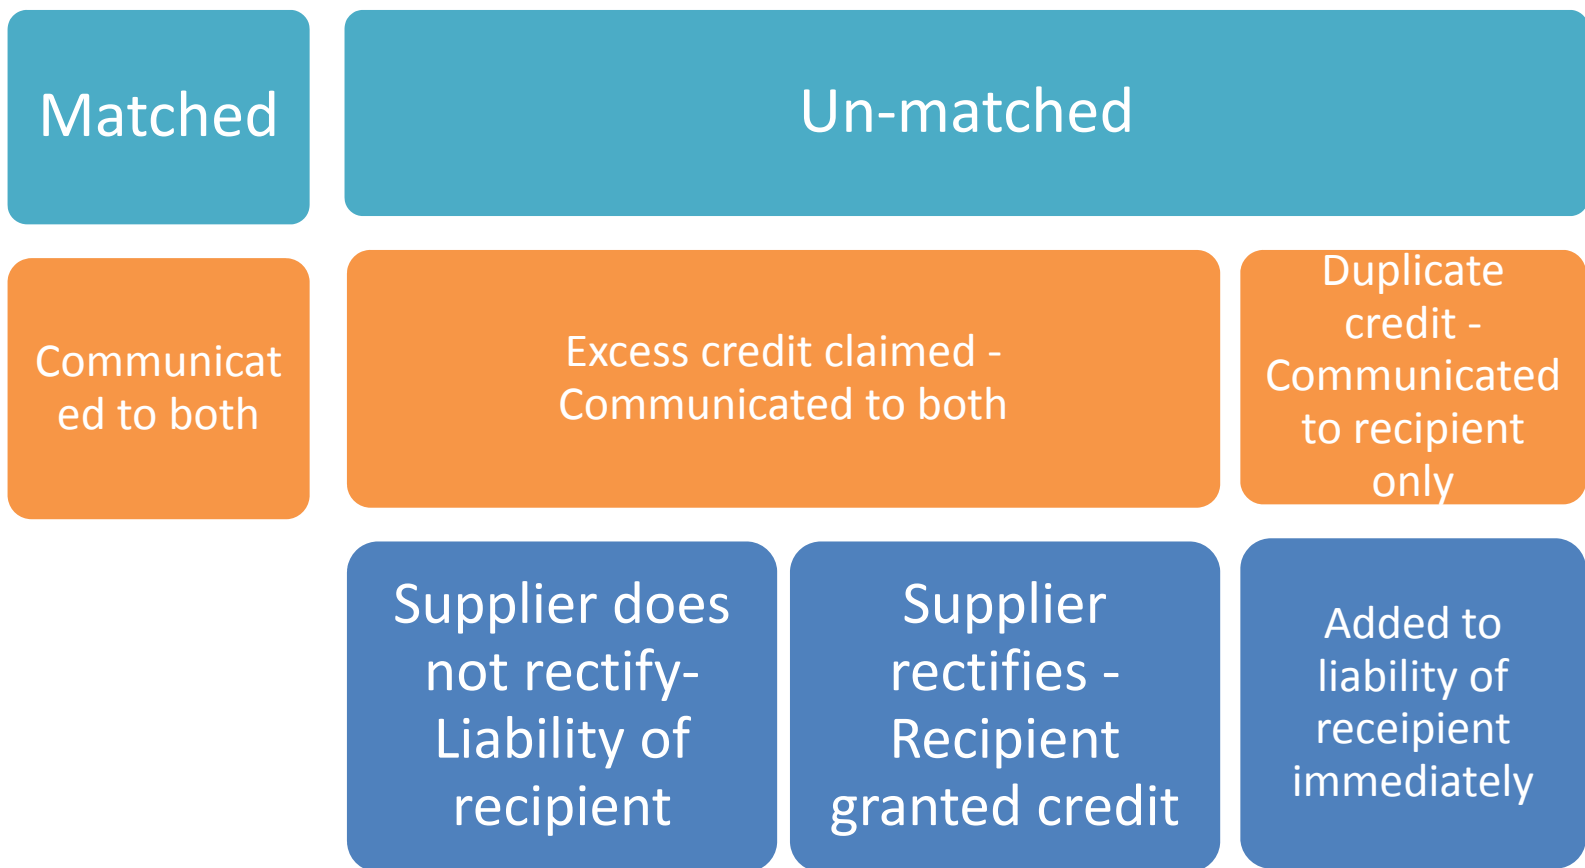 Matched
Un-matched
Communicat
ed to both
Excess credit claimed -
Communicated to both
Duplicate
credit -
Communicated
to recipient
only
Supplier does
not rectify-
Liability of
recipient
Supplier
rectifies -
Recipient
granted credit
Added to
liability of
receipient
immediately